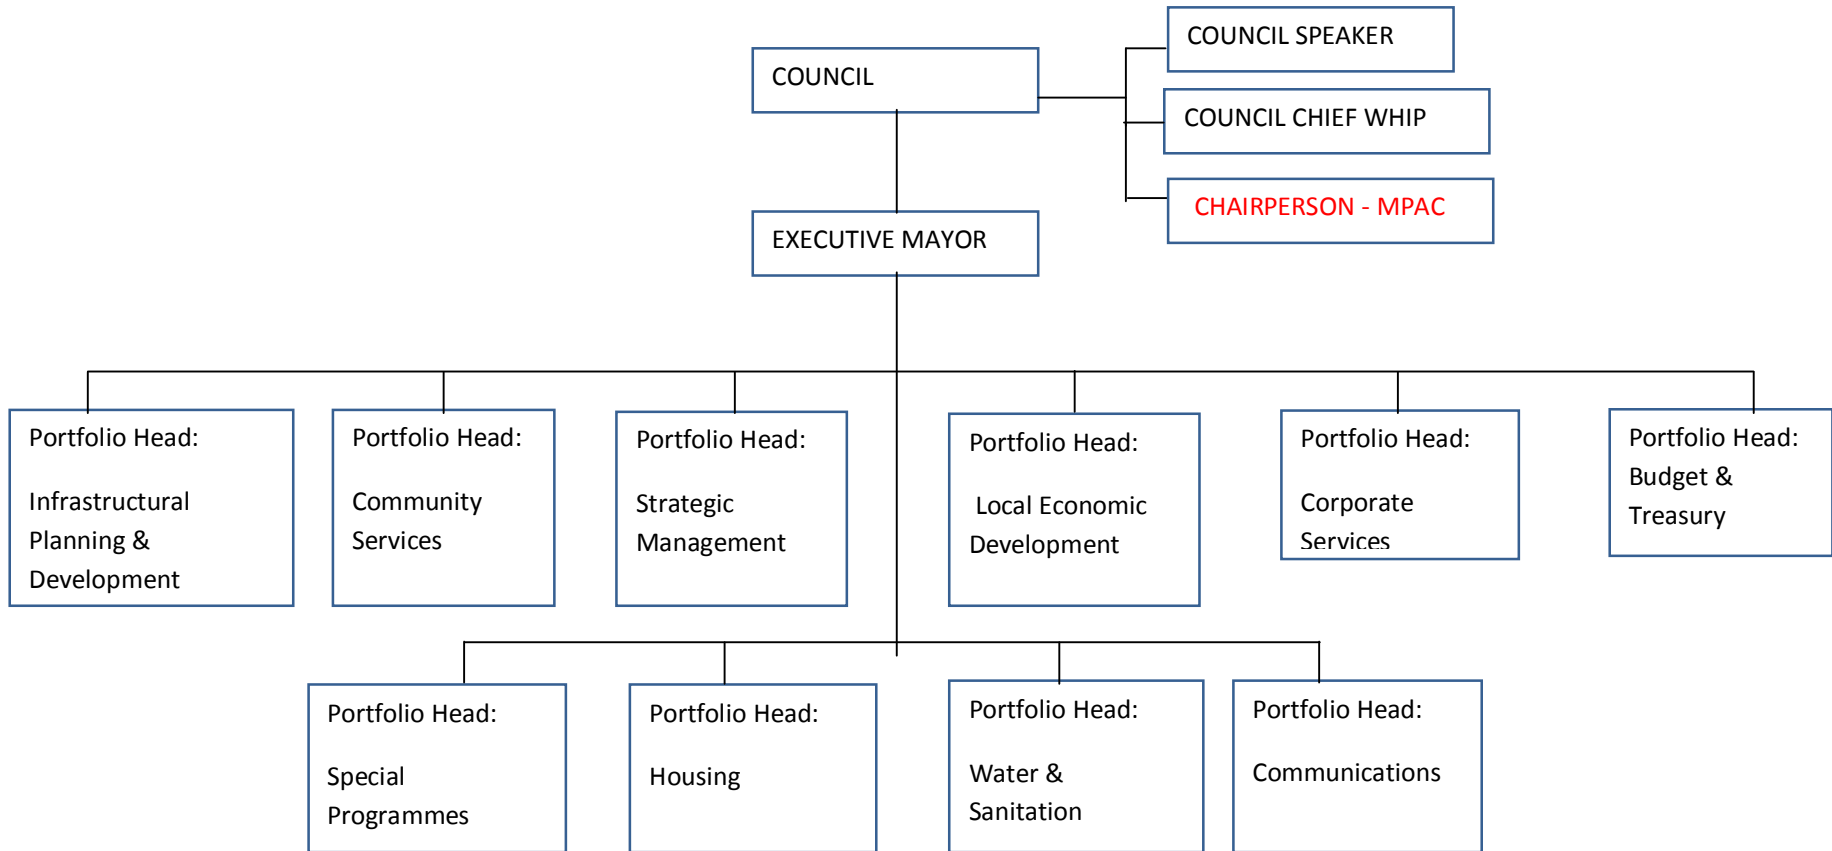 COUNCIL
COUNCIL SPEAKER
COUNCIL CHIEF WHIP
CHAIRPERSON - MPAC
EXECUTIVE MAYOR
Portfolio Head:
Infrastructural
Planning &
Development
Portfolio Head:
Community
Services
Portfolio Head:
Strategic
Management
Portfolio Head:
Local Economic
Development
Portfolio Head:
Corporate
Services
Portfolio Head:
Budget &
Treasury
Portfolio Head:
Special
Programmes
Portfolio Head:
Housing
Portfolio Head:
Water &
Sanitation
Portfolio Head:
Communications